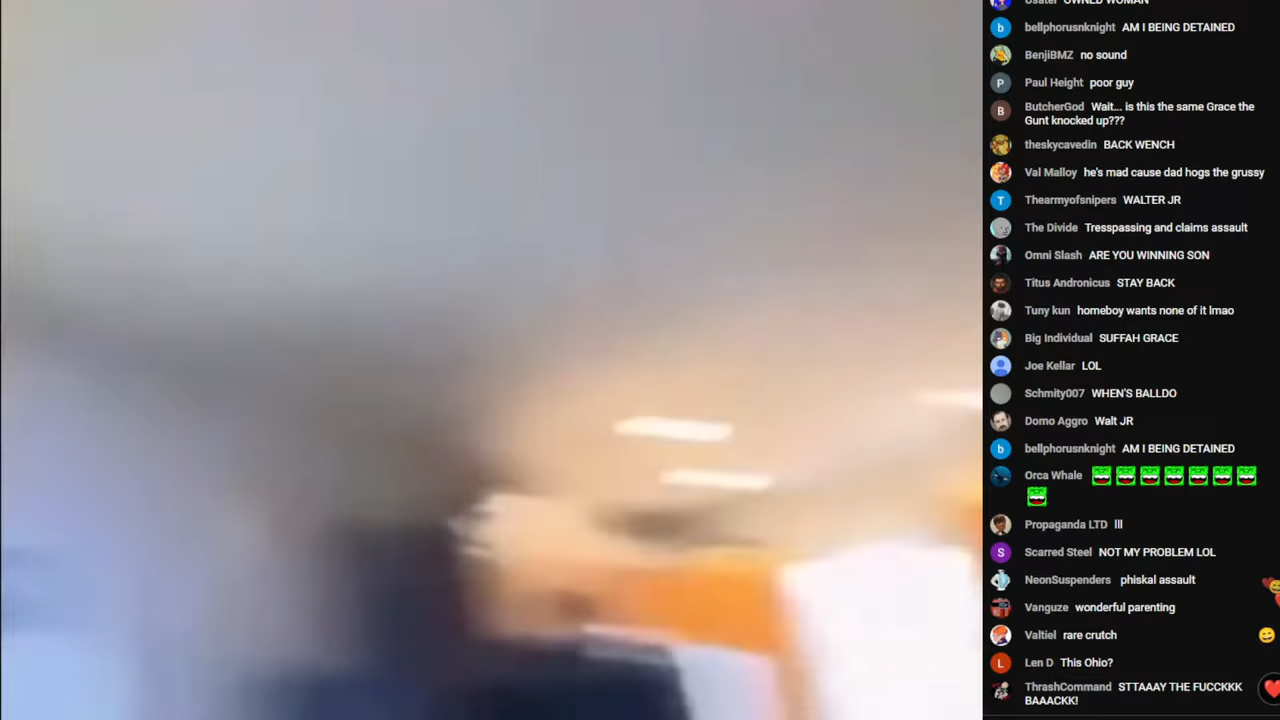 OWNED WOMAN
bellphorusnknight AM I BEING DETAINED
BenjiBMZ no sound
Paul Height poor guy
ButcherGod Wait... is this the same Grace the
Gunt knocked up???
theskycavedin BACK WENCH
Val Malloy he's mad cause dad hogs the grussy
Thearmyofsnipers WALTER JR
The Divide Tresspassing and claims assault
Omni Slash ARE YOU WINNING SON
Titus Andronicus STAY BACK
Tuny kun homeboy wants none of it lmao
Big Individual SUFFAH GRACE
Joe Kellar LOL
Schmity007 WHEN'S BALLDO
Domo Aggro Walt JR
bellphorusnknight AM I BEING DETAINED
Orca Whale
Propaganda LTD lll
Scarred Steel NOT MY PROBLEM LOL
NeonSuspenders phiskal assault
Vanguze wonderful parenting
Valtiel rare crutch
Len D This Ohio?
ThrashCommand STTAAAY THE FUCCKKK
BAAACKK!